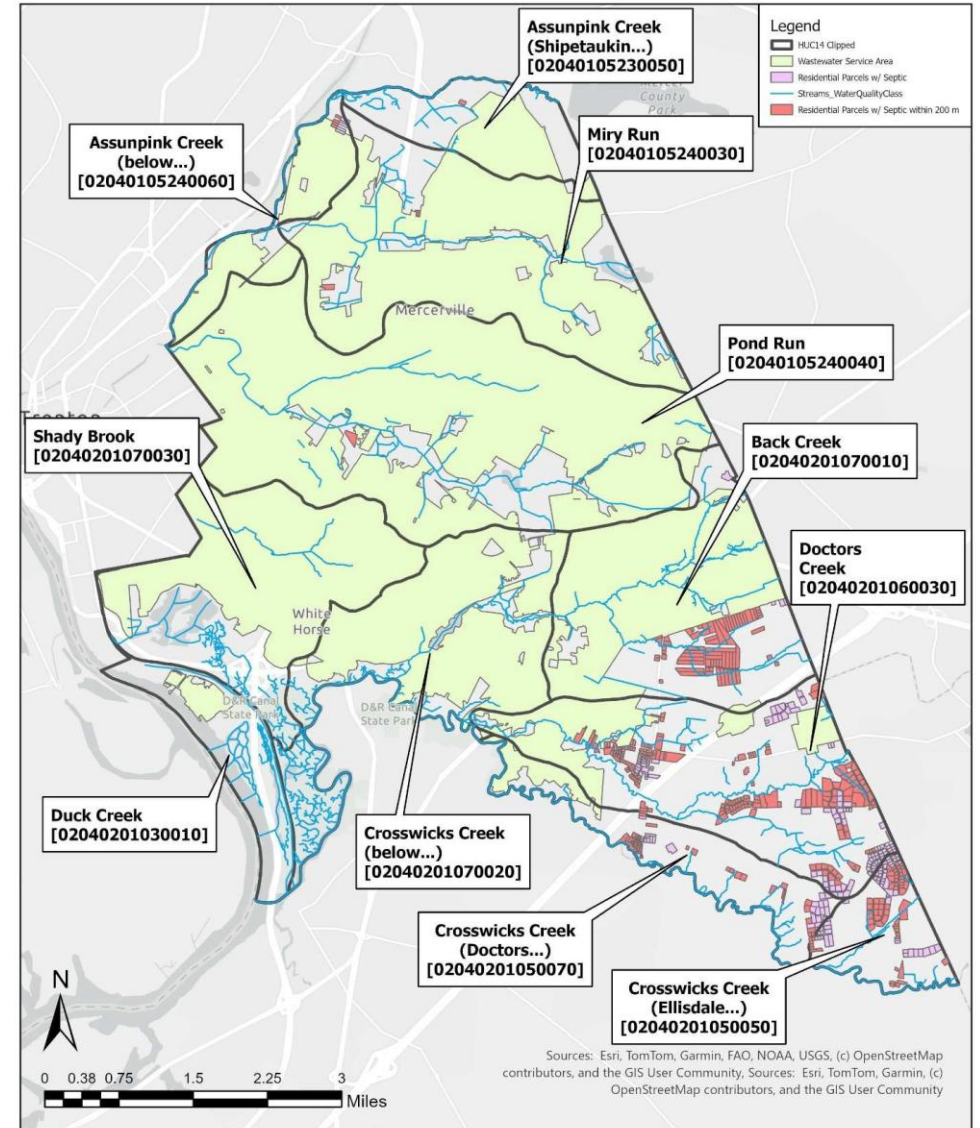 Legend
HUC14 Clipped
Wastewater Service Area
Residential Parcels w/ Septic
Streams_WaterQualityClass
Residential Parcels w/ Septic within 200 m
Assunpink Creek
(Shipetaukin...)
[02040105230050]
County
Park
Assunpink Creek
(below...)
[02040105240060]
Miry Run
[02040105240030]
Mercerville
Pond Run
[02040105240040]
Shady Brook
[02040201070030]
Back Creek
[02040201070010]
Doctors
Creek
[02040201060030]
White
Horse
D&R Canal
State Park
D&R Canal
State Park
Duck Creek
[02040201030010]
Crosswicks Creek
(below...)
[02040201070020]
Crosswicks Creek
(Doctors...)
[02040201050070]
Crosswicks Creek
(Ellisdale...)
[02040201050050]
N
0 0.38 0.75 1.5 2.25 3
Miles
Sources: Esri, TomTom, Garmin, FAO, NOAA, USGS, (c) OpenStreetMap
contributors, and the GIS User Community, Sources: Esri, TomTom, Garmin, (c)
OpenStreetMap contributors, and the GIS User Community